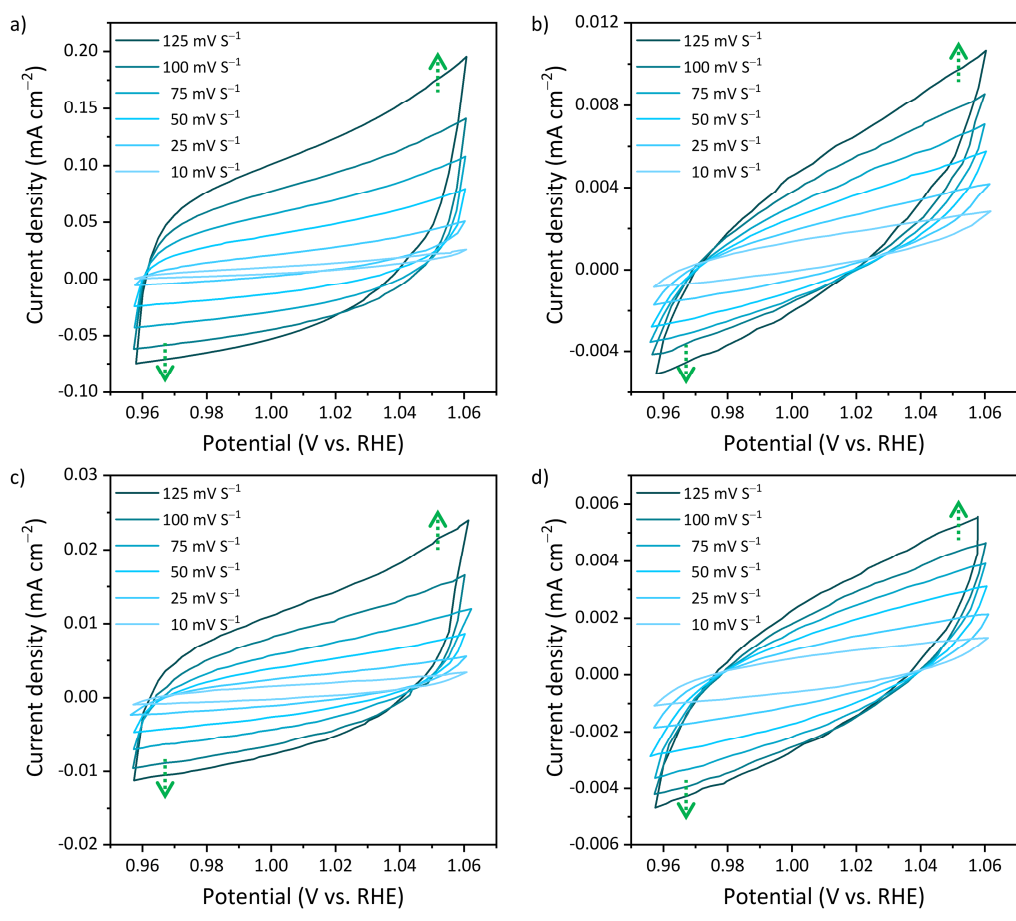 a)
125 mV S⁻¹
100 mV S⁻¹
75 mV S⁻¹
50 mV S⁻¹
25 mV S⁻¹
10 mV S⁻¹
0.20
0.15
0.10
0.05
0.00
-0.05
-0.10
Current density (mA cm⁻²)
0.96 0.98 1.00 1.02 1.04 1.06
Potential (V vs. RHE)
b)
125 mV S⁻¹
100 mV S⁻¹
75 mV S⁻¹
50 mV S⁻¹
25 mV S⁻¹
10 mV S⁻¹
0.012
0.008
0.004
0.000
-0.004
Current density (mA cm⁻²)
0.96 0.98 1.00 1.02 1.04 1.06
Potential (V vs. RHE)
c)
125 mV S⁻¹
100 mV S⁻¹
75 mV S⁻¹
50 mV S⁻¹
25 mV S⁻¹
10 mV S⁻¹
0.03
0.02
0.01
0.00
-0.01
-0.02
Current density (mA cm⁻²)
0.96 0.98 1.00 1.02 1.04 1.06
Potential (V vs. RHE)
d)
125 mV S⁻¹
100 mV S⁻¹
75 mV S⁻¹
50 mV S⁻¹
25 mV S⁻¹
10 mV S⁻¹
0.006
0.004
0.002
0.000
-0.002
-0.004
-0.006
Current density (mA cm⁻²)
0.96 0.98 1.00 1.02 1.04 1.06
Potential (V vs. RHE)